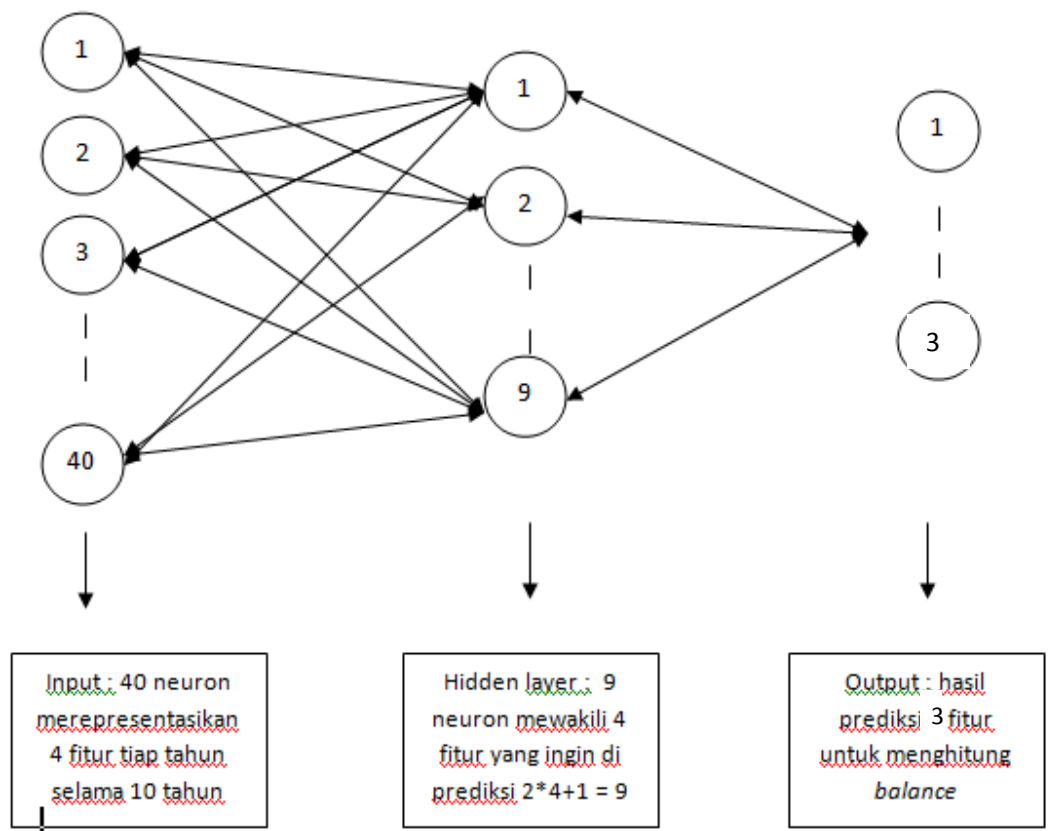 1
2
3
40
1
2
9
1
3
Input : 40 neuron
merepresentasikan
4 fitur tiap tahun
selama 10 tahun
Hidden layer : 9
neuron mewakili 4
fitur yang ingin di
prediksi 2*4+1 = 9
Output : hasil
prediksi 3 fitur
untuk menghitung
balance